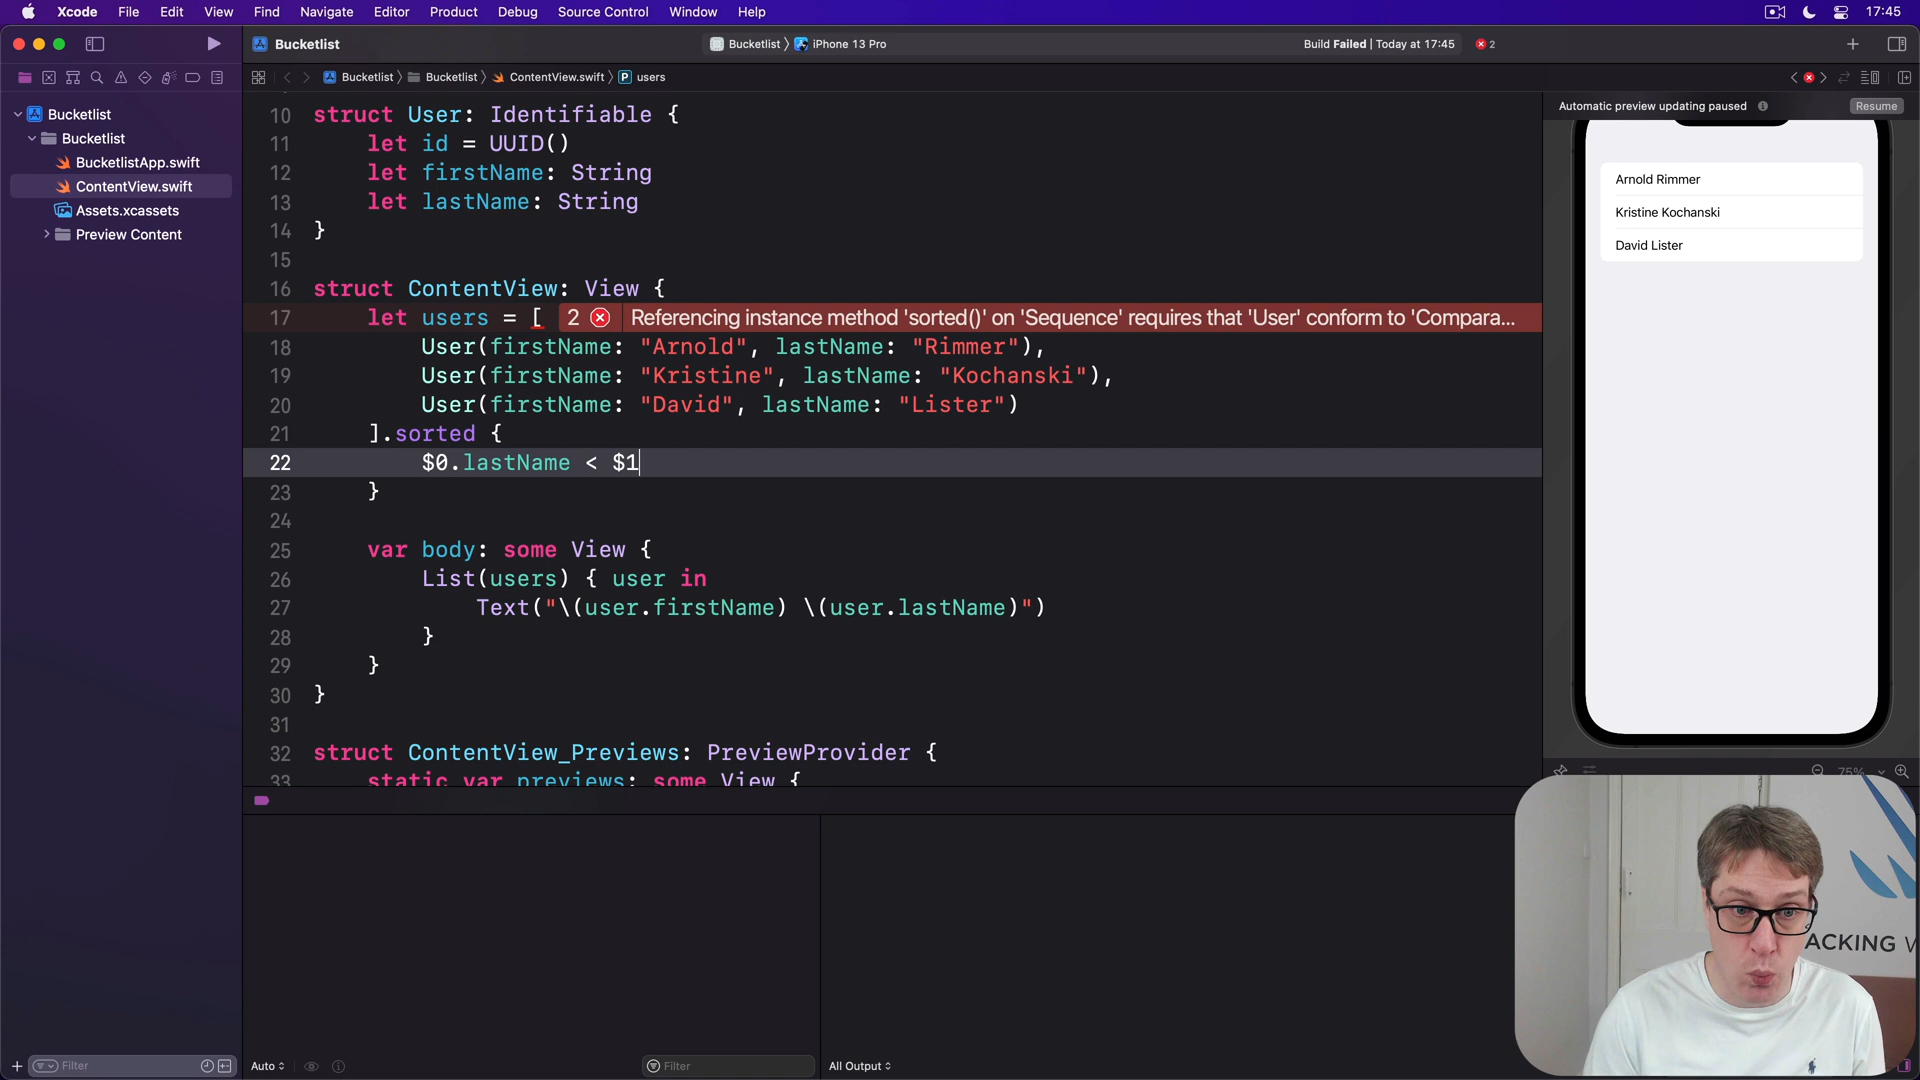 Xcode File Edit View Find Navigate Editor Product Debug Source Control Window Help 17:45
Bucketlist
Bucketlist iPhone 13 Pro
Build Failed | Today at 17:45 2
Bucketlist Bucketlist ContentView.swift P users
Bucketlist
Bucketlist
BucketlistApp.swift
ContentView.swift
Assets.xcassets
Preview Content
10 struct User: Identifiable {
11 let id = UUID()
12 let firstName: String
13 let lastName: String
14 }
15
16 struct ContentView: View {
17 let users = [ 2 Referencing instance method 'sorted()' on 'Sequence' requires that 'User' conform to 'Compara...
18 User(firstName: "Arnold", lastName: "Rimmer"),
19 User(firstName: "Kristine", lastName: "Kochanski"),
20 User(firstName: "David", lastName: "Lister")
21 ].sorted {
22 $0.lastName < $1
23 }
24
25 var body: some View {
26 List(users) { user in
27 Text("\(user.firstName) \(user.lastName)")
28 }
29 }
30 }
31
32 struct ContentView_Previews: PreviewProvider {
33 static var previews: some View {
Automatic preview updating paused Resume
Arnold Rimmer
Kristine Kochanski
David Lister
75%
ACKING W
Filter
Auto
Filter
All Output